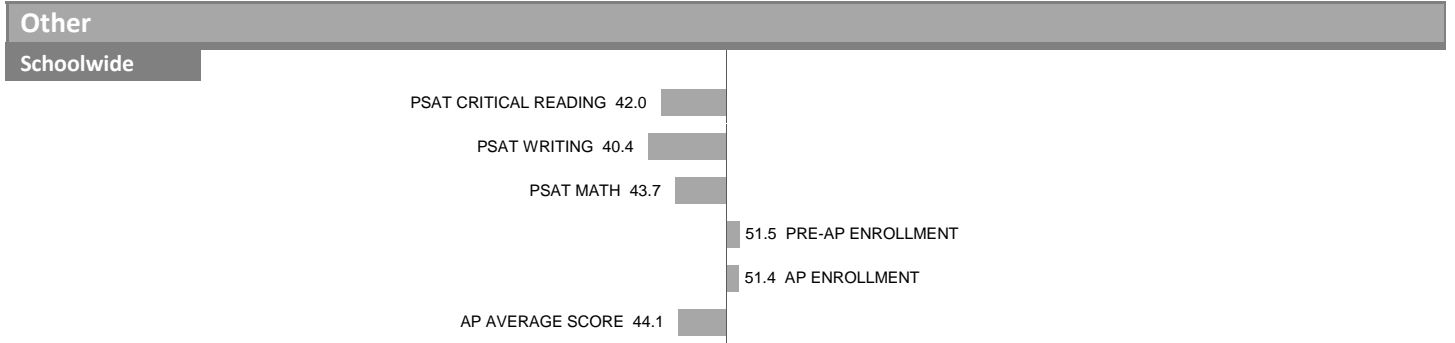 Other
Schoolwide
PSAT CRITICAL READING 42.0
PSAT WRITING 40.4
PSAT MATH 43.7
51.5 PRE-AP ENROLLMENT
51.4 AP ENROLLMENT
AP AVERAGE SCORE 44.1